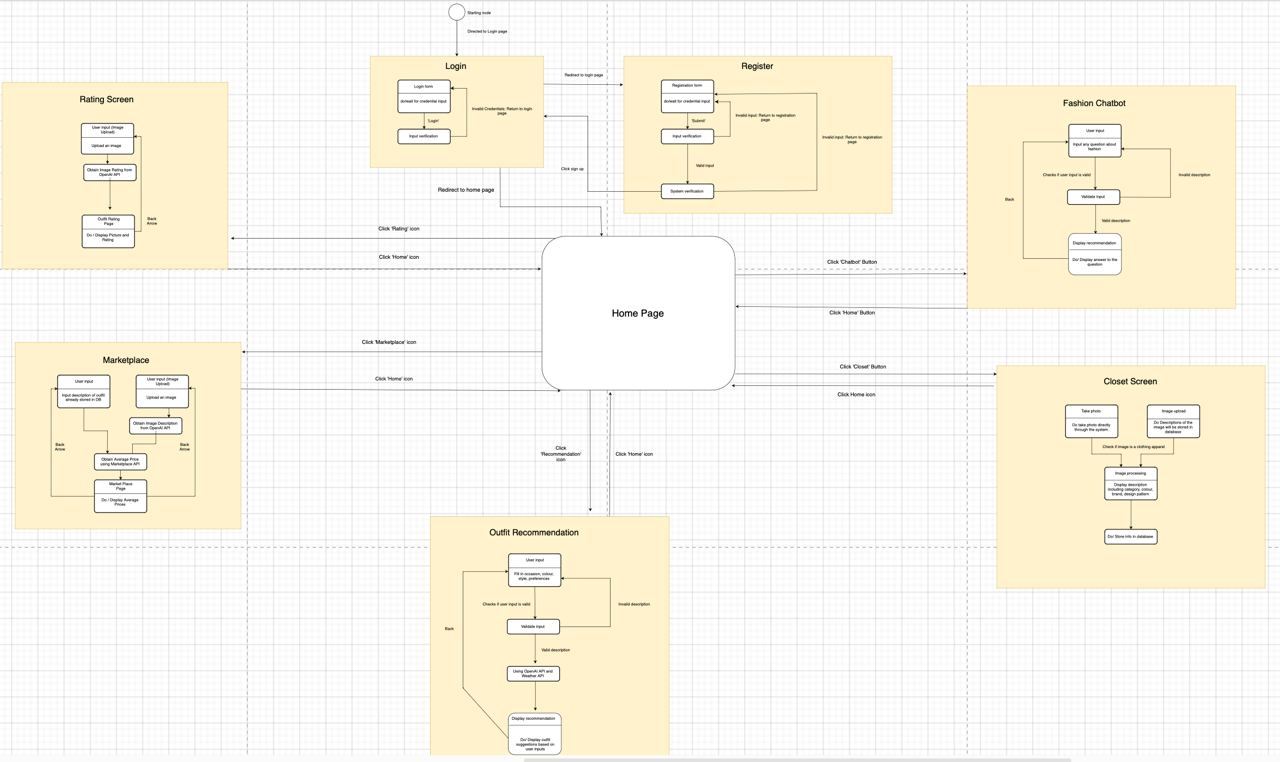 Starting node
Directed to Login page
Login
Login form
do/wait for credential input
'Login'
Input verification
Invalid Credentials: Return to login
page
Redirect to login page
Register
Registration form
do/wait for credential input
'Submit'
Input verification
Invalid input: Return to registration
page
Invalid input: Return to registration
page
Valid input
System verification
Click sign up
Redirect to home page
Rating Screen
User input (Image
Upload)
Upload an image
Obtain Image Rating from
OpenAI API
Outfit Rating
Page
Do / Display Picture and
Rating
Back
Arrow
Click 'Rating' icon
Click 'Home' icon
Fashion Chatbot
User input
Input any question about
fashion
Checks if user input is valid
Invalid description
Validate input
Back
Valid description
Display recommendation
Do/ Display answer to the
question
Click 'Chatbot' Button
Click 'Home' Button
Home Page
Marketplace
User input
Input description of outfit
already stored in DB
User input (Image
Upload)
Upload an image
Obtain Image Description
from OpenAI API
Back
Arrow
Back
Arrow
Obtain Average Price
using Marketplace API
Market Place
Page
Do / Display Average
Prices
Click 'Marketplace' icon
Click 'Home' icon
Click 'Closet' Button
Click Home icon
Closet Screen
Take photo
Do take photo directly
through the system
Image upload
Do Descriptions of the
image will be stored in
database
Check if image is a clothing apparel
Image processing
Display description
including category, colour,
brand, design pattern
Do/ Store info in database
Click
'Recommendation'
icon
Click 'Home' icon
Outfit Recommendation
User input
Fill in occasion, colour,
style, preferences
Checks if user input is valid
Invalid description
Validate input
Back
Valid description
Using OpenAI API and
Weather API
Display recommendation
Do/ Display outfit
suggestions based on
user inputs